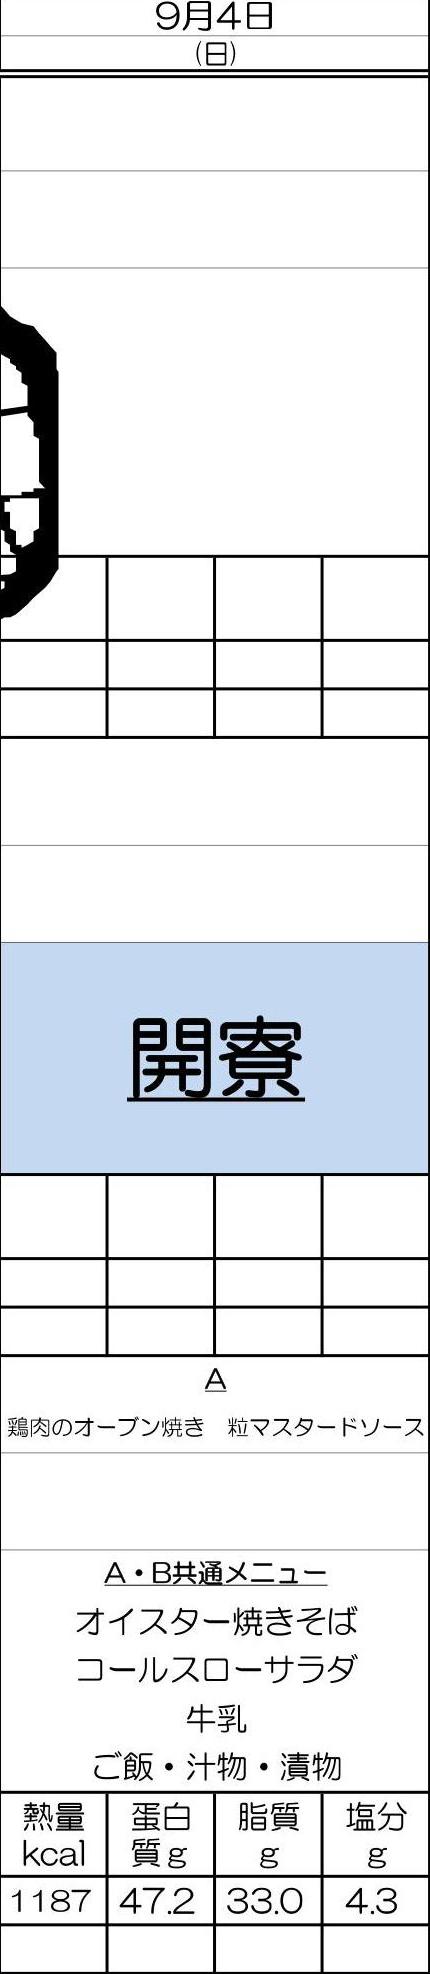 9月4日
(日)
開寮
A
鶏肉のオーブン焼き　粒マスタードソース
A・B共通メニュー
オイスター焼きそば
コールスローサラダ
牛乳
ご飯・汁物・漬物
熱量 蛋白 脂質 塩分
kcal 質g g g
1187 47.2 33.0 4.3